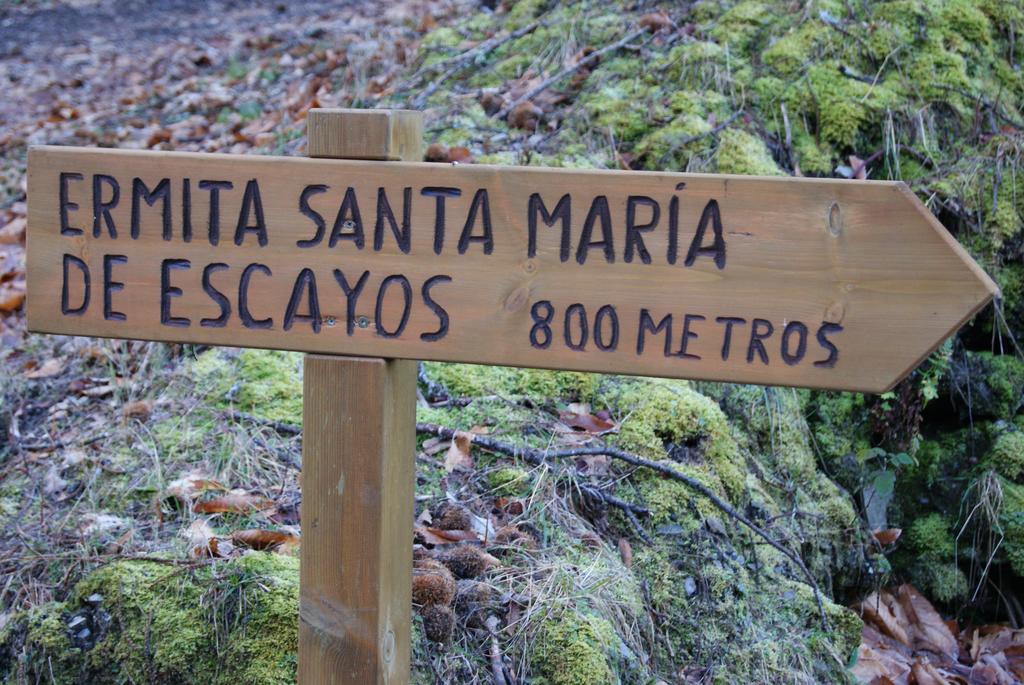 ERMITA SANTA MARÍA
DE ESCAYOS 800 METROS